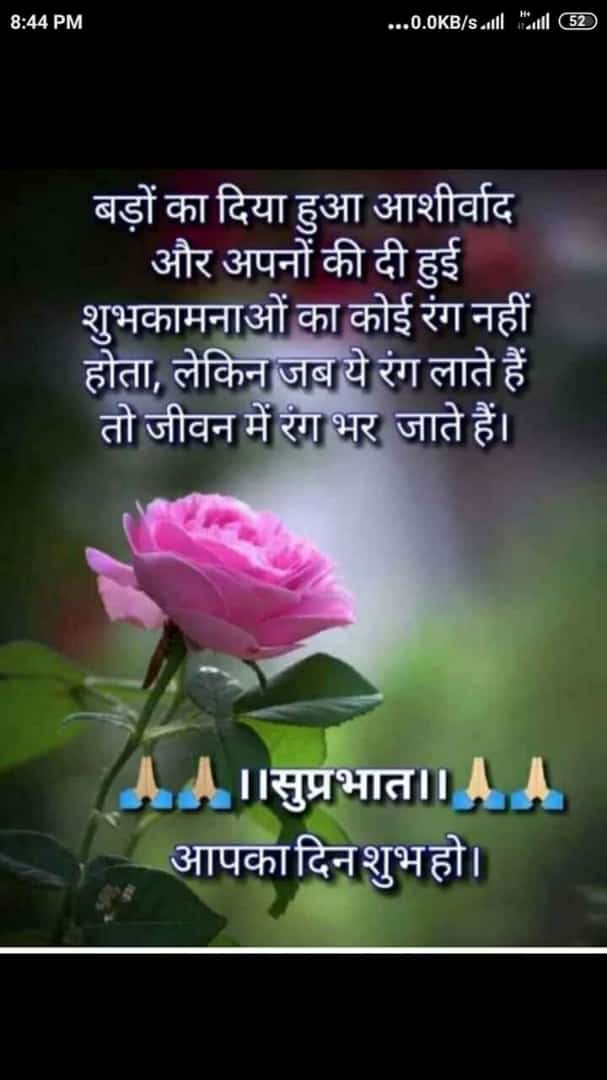 8:44 PM ...0.0KB/s H+ 52
बड़ों का दिया हुआ आशीर्वाद
और अपनों की दी हुई
शुभकामनाओं का कोई रंग नहीं
होता, लेकिन जब ये रंग लाते हैं
तो जीवन में रंग भर जाते हैं।
🙏🏼🙏🏼।।सुप्रभात।।🙏🏼🙏🏼
आपका दिन शुभ हो।